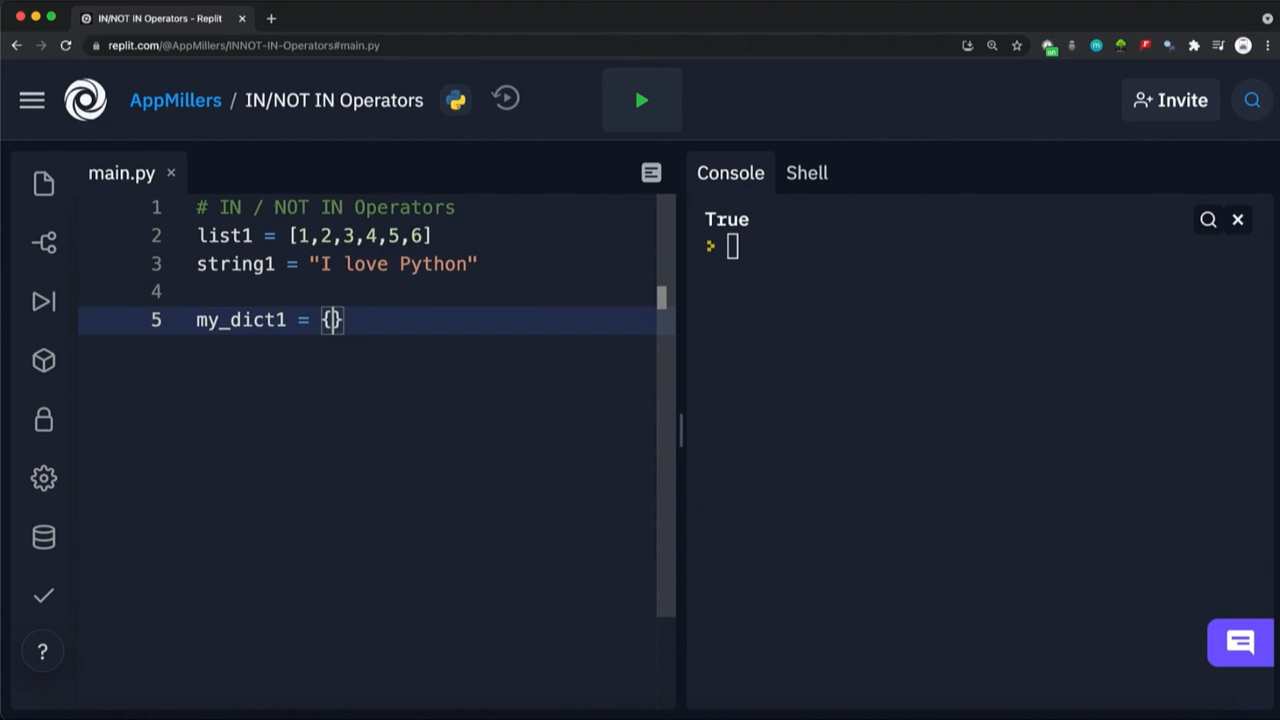 IN/NOT IN Operators - Replit
replit.com/@AppMillers/INNOT-IN-Operators#main.py
AppMillers / IN/NOT IN Operators
Invite
main.py
Console
Shell
1 # IN / NOT IN Operators
2 list1 = [1,2,3,4,5,6]
3 string1 = "I love Python"
4
5 my_dict1 = {}
True